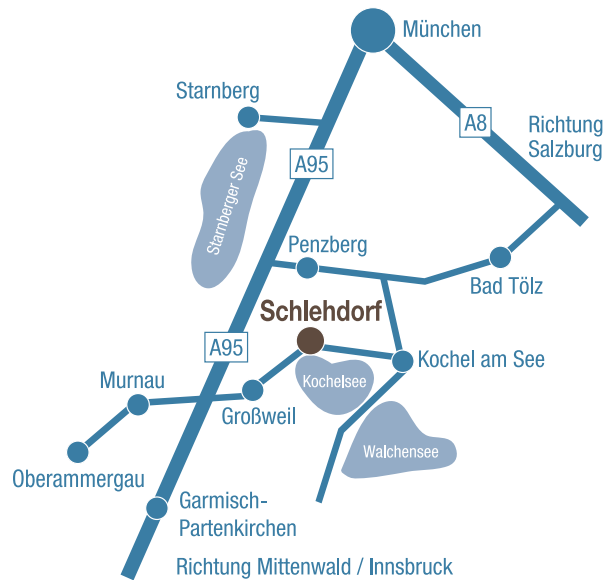 München
Starnberg
A8
Richtung
Salzburg
A95
Starnberger See
Penzberg
Bad Tölz
Schlehdorf
A95
Kochel am See
Murnau
Kochelsee
Großweil
Walchensee
Oberammergau
Garmisch-
Partenkirchen
Richtung Mittenwald / Innsbruck